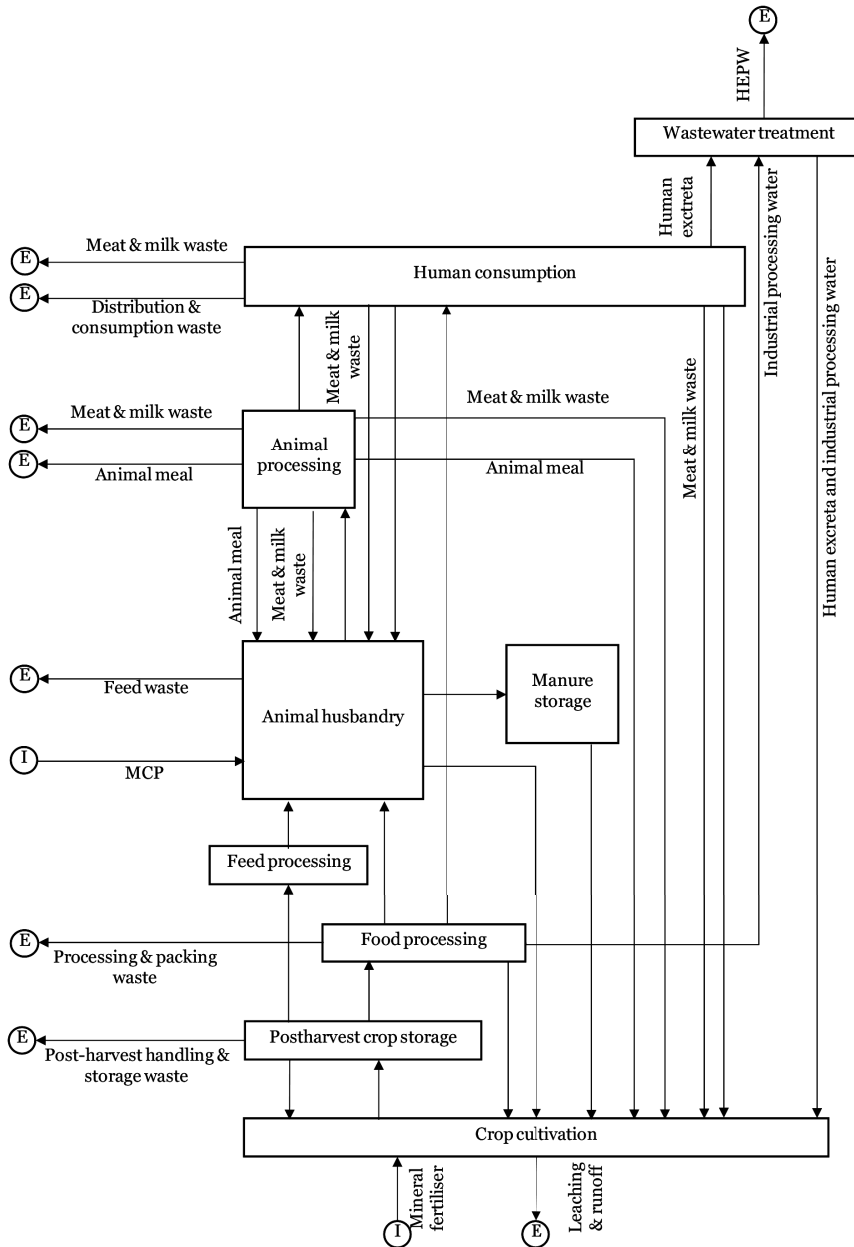 E
HEPW
Wastewater treatment
Human
exctreta
Industrial processing water
Human excreta and industrial processing water
E
Meat & milk waste
Human consumption
E
Distribution &
consumption waste
Meat & milk
waste
Meat & milk waste
E
Meat & milk waste
Animal
processing
Meat & milk waste
E
Animal meal
Animal meal
Animal meal
Meat & milk
waste
E
Feed waste
Animal husbandry
Manure
storage
I
MCP
Feed processing
E
Processing & packing
waste
Food processing
E
Post-harvest handling &
storage waste
Postharvest crop storage
Crop cultivation
I
Mineral
fertiliser
E
Leaching
& runoff